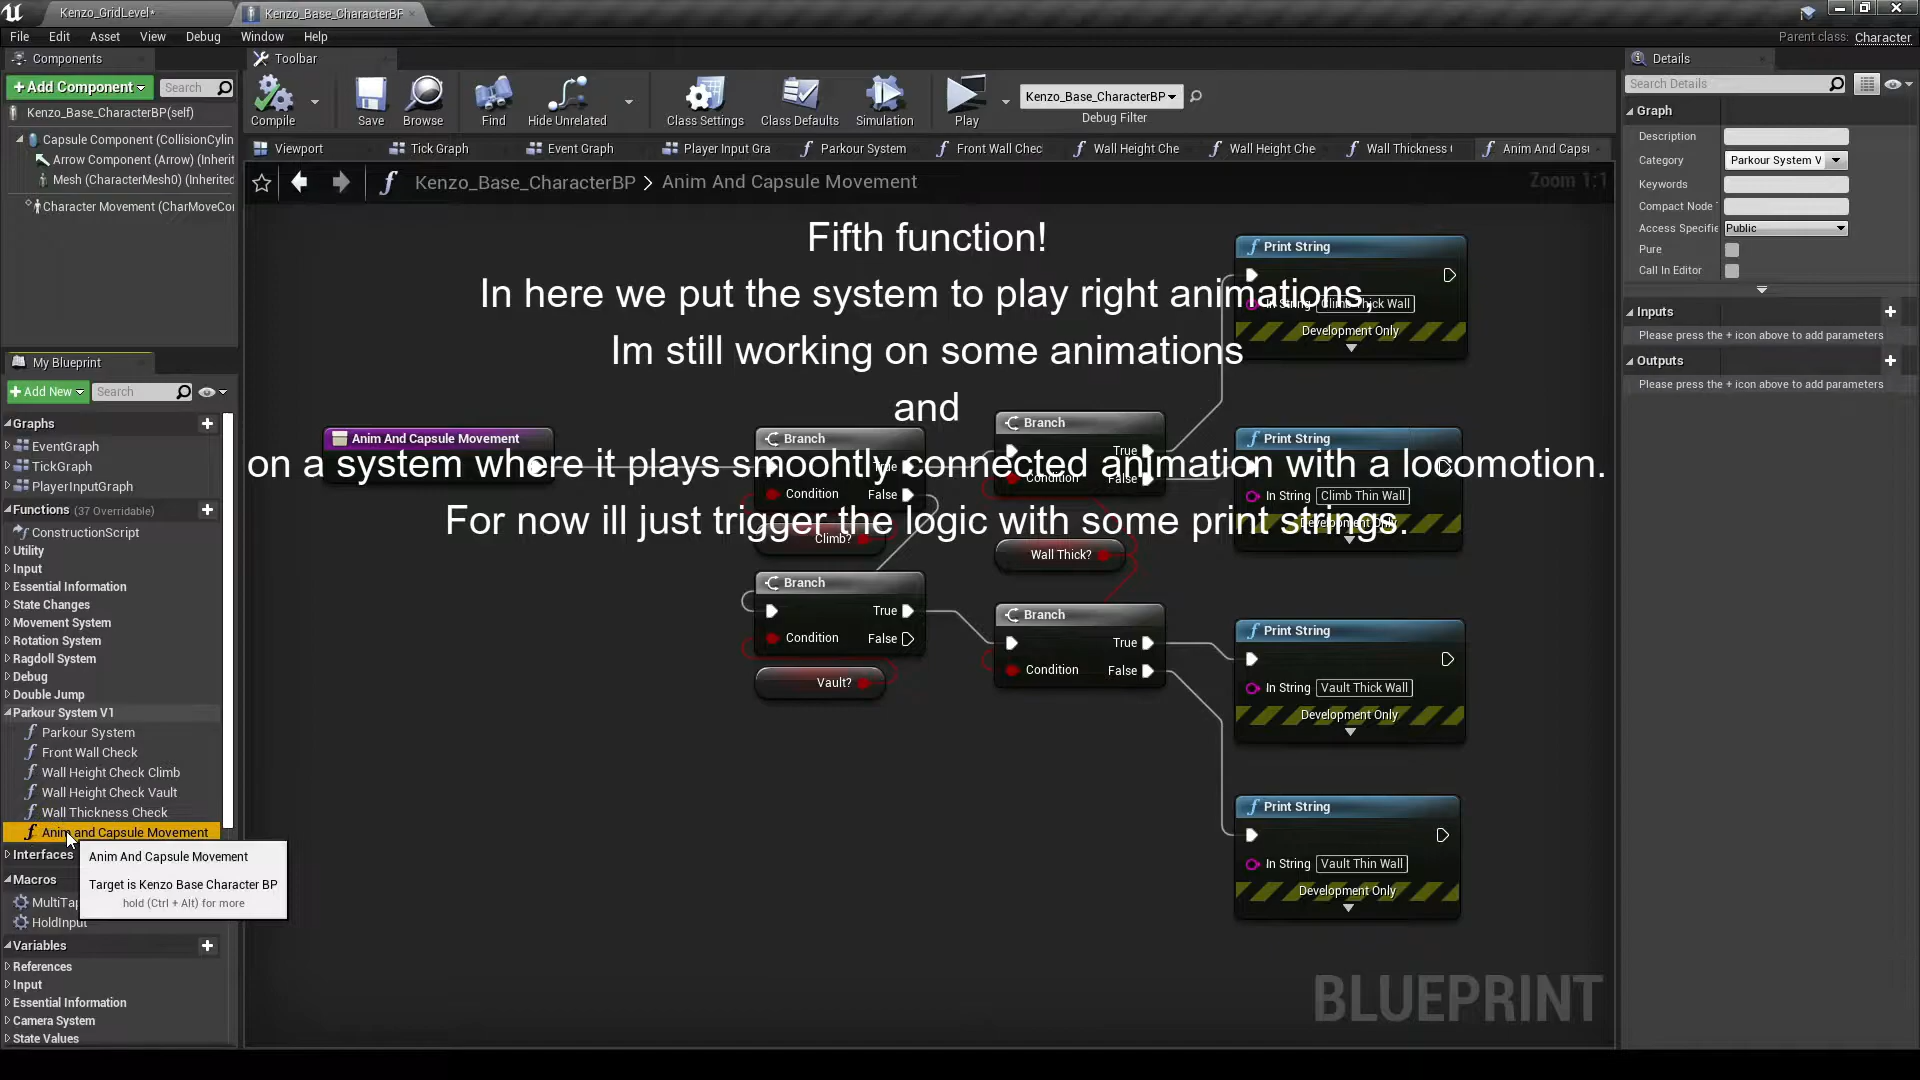 Kenzo_GridLevel*
Kenzo_Base_CharacterBP
File Edit Asset View Debug Window Help
Parent class: Character
Components
+Add Component
Search
Kenzo_Base_CharacterBP(self)
Capsule Component (CollisionCylin
Arrow Component (Arrow) (Inherit
Mesh (CharacterMesh0) (Inherited
Character Movement (CharMoveCor
Toolbar
Compile
Save
Browse
Find
Hide Unrelated
Class Settings
Class Defaults
Simulation
Play
Kenzo_Base_CharacterBP
Debug Filter
Viewport
Tick Graph
Event Graph
Player Input Gra
Parkour System
Front Wall Chec
Wall Height Che
Wall Height Che
Wall Thickness
Anim And Capsu
Kenzo_Base_CharacterBP > Anim And Capsule Movement
Zoom 1:1
Fifth function!
In here we put the system to play right animations,
Im still working on some animations
and
on a system where it plays smoohtly connected animation with a locomotion.
For now ill just trigger the logic with some print strings.
Anim And Capsule Movement
Branch
True
Condition
False
Climb?
Branch
True
Condition
False
Vault?
Branch
True
Condition
False
Wall Thick?
Branch
True
Condition
False
Print String
In String Climb Thick Wall
Development Only
Print String
In String Climb Thin Wall
Development Only
Print String
In String Vault Thick Wall
Development Only
Print String
In String Vault Thin Wall
Development Only
BLUEPRINT
My Blueprint
+Add New
Search
Graphs
EventGraph
TickGraph
PlayerInputGraph
Functions (37 Overridable)
ConstructionScript
Utility
Input
Essential Information
State Changes
Movement System
Rotation System
Ragdoll System
Debug
Double Jump
Parkour System V1
Parkour System
Front Wall Check
Wall Height Check Climb
Wall Height Check Vault
Wall Thickness Check
Anim and Capsule Movement
Interfaces
Anim And Capsule Movement
Target is Kenzo Base Character BP
hold (Ctrl + Alt) for more
Macros
MultiTap
HoldInput
Variables
References
Input
Essential Information
Camera System
State Values
Details
Search Details
Graph
Description
Category Parkour System V
Keywords
Compact Node
Access Specifie Public
Pure
Call In Editor
Inputs
Please press the + icon above to add parameters
Outputs
Please press the + icon above to add parameters